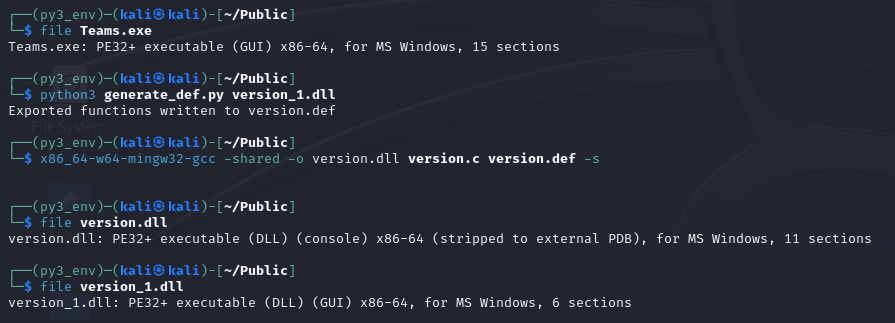 ┌──(py3_env)─(kali㉿kali)-[~/Public]
└─$ file Teams.exe
Teams.exe: PE32+ executable (GUI) x86-64, for MS Windows, 15 sections
┌──(py3_env)─(kali㉿kali)-[~/Public]
└─$ python3 generate_def.py version_1.dll
Exported functions written to version.def
File System
┌──(py3_env)─(kali㉿kali)-[~/Public]
└─$ x86_64-w64-mingw32-gcc -shared -o version.dll version.c version.def -s
┌──(py3_env)─(kali㉿kali)-[~/Public]
└─$ file version.dll
version.dll: PE32+ executable (DLL) (console) x86-64 (stripped to external PDB), for MS Windows, 11 sections
┌──(py3_env)─(kali㉿kali)-[~/Public]
└─$ file version_1.dll
version_1.dll: PE32+ executable (DLL) (GUI) x86-64, for MS Windows, 6 sections